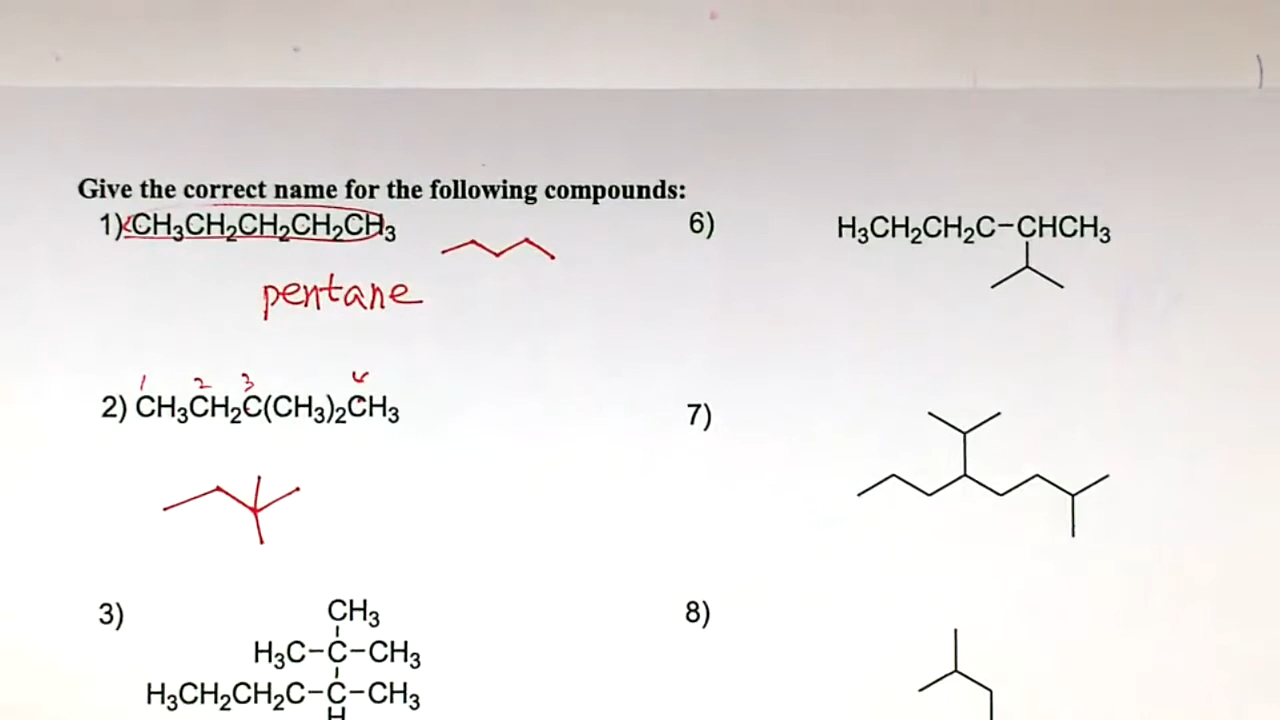 )
Give the correct name for the following compounds:
1) CH₃CH₂CH₂CH₂CH₃
pentane
1 2 3 4
2) CH₃CH₂C(CH₃)₂CH₃
3)
CH₃
H₃C-C-CH₃
H₃CH₂CH₂C-C-CH₃
H
6)
H₃CH₂CH₂C-CHCH₃
7)
8)